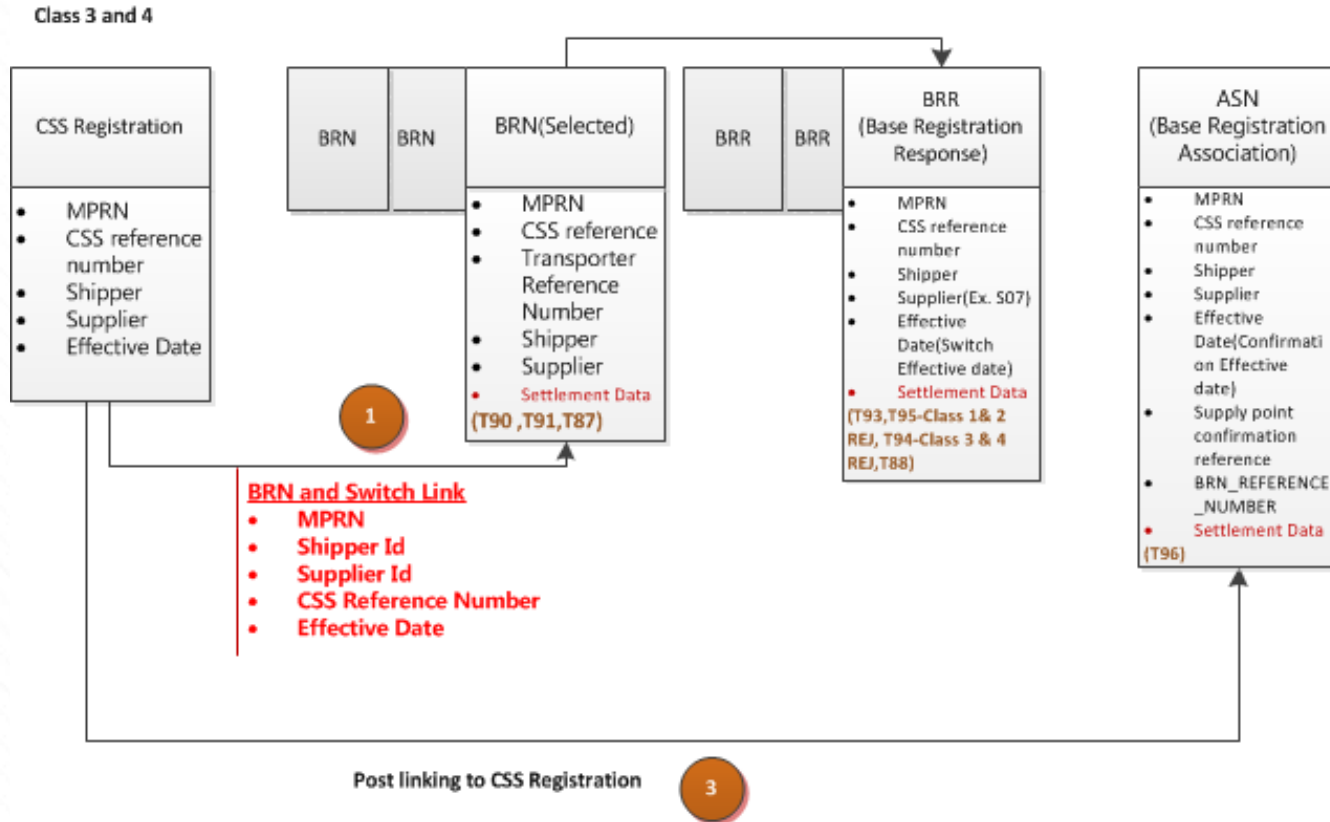 Class 3 and 4
CSS Registration
• MPRN
• CSS reference
number
• Shipper
• Supplier
• Effective Date
BRN
BRN
BRN(Selected)
• MPRN
• CSS reference
• Transporter
Reference
Number
• Shipper
• Supplier
• Settlement Data
(T90 ,T91,T87)
BRR
BRR
BRR
(Base Registration
Response)
• MPRN
• CSS reference
number
• Shipper
• Supplier(Ex. S07)
• Effective
Date(Switch
Effective date)
• Settlement Data
(T93,T95-Class 1& 2
REJ, T94-Class 3 & 4
REJ,T88)
ASN
(Base Registration
Association)
• MPRN
• CSS reference
number
• Shipper
• Supplier
• Effective
Date(Confirmati
on Effective
date)
• Supply point
confirmation
reference
• BRN_REFERENCE
_NUMBER
• Settlement Data
(T96)
1
BRN and Switch Link
• MPRN
• Shipper Id
• Supplier Id
• CSS Reference Number
• Effective Date
Post linking to CSS Registration
3